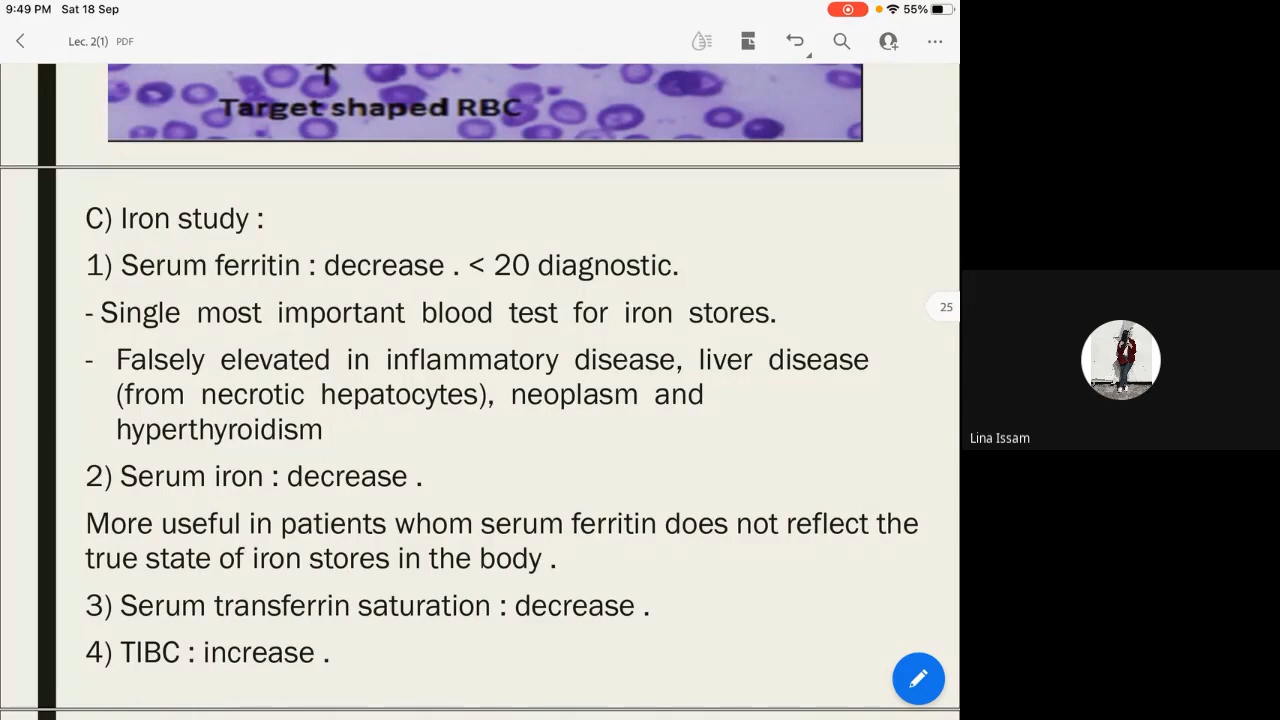 9:49 PM Sat 18 Sep
55%
Lec. 2(1) PDF
Target shaped RBC
C) Iron study :
1) Serum ferritin : decrease . < 20 diagnostic.
- Single most important blood test for iron stores.
- Falsely elevated in inflammatory disease, liver disease
(from necrotic hepatocytes), neoplasm and
hyperthyroidism
2) Serum iron : decrease .
More useful in patients whom serum ferritin does not reflect the
true state of iron stores in the body .
3) Serum transferrin saturation : decrease .
4) TIBC : increase .
25
Lina Issam